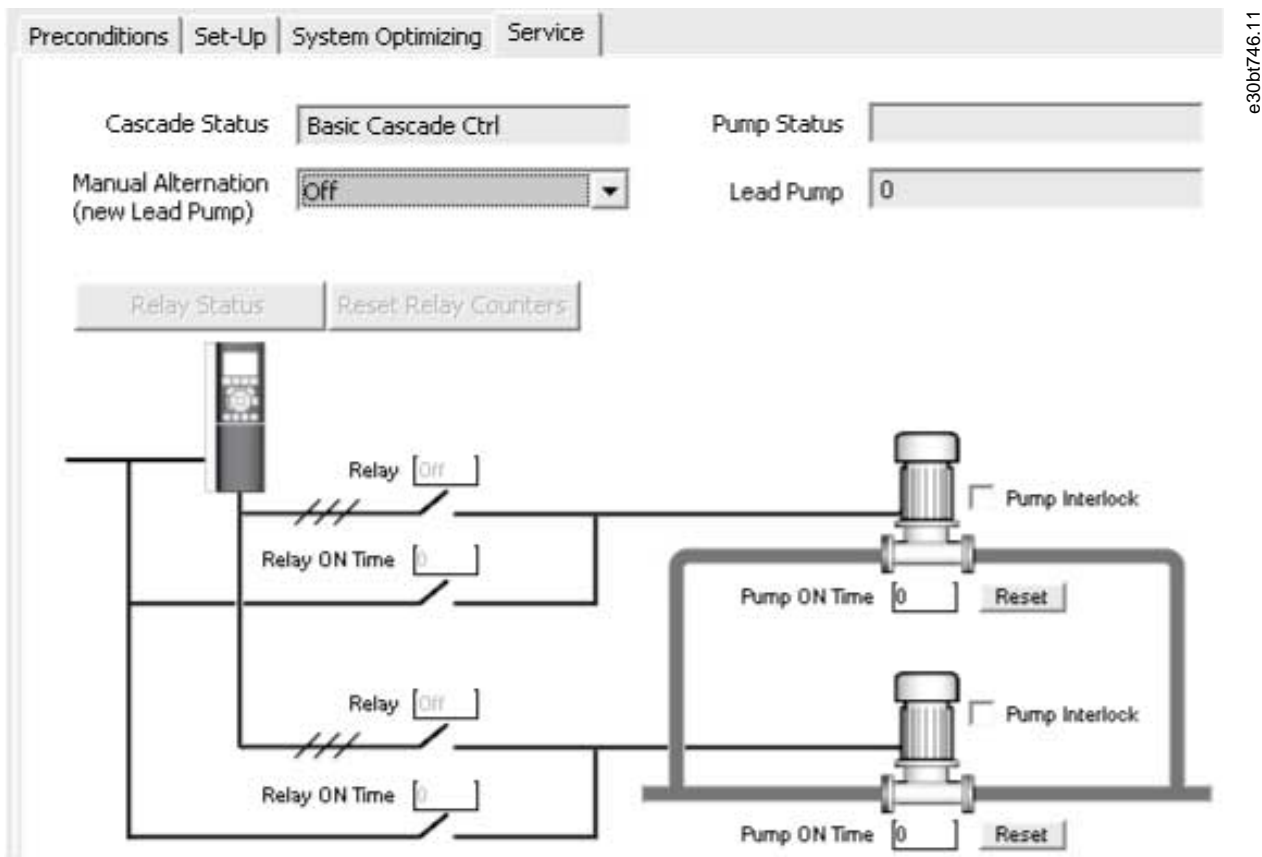 Preconditions Set-Up System Optimizing Service
e30bt746.11
Cascade Status Basic Cascade Ctrl Pump Status
Manual Alternation
(new Lead Pump) Off Lead Pump 0
Relay Status Reset Relay Counters
Relay Off
Pump Interlock
Relay ON Time 0
Pump ON Time 0 Reset
Relay Off
Pump Interlock
Relay ON Time 0
Pump ON Time 0 Reset